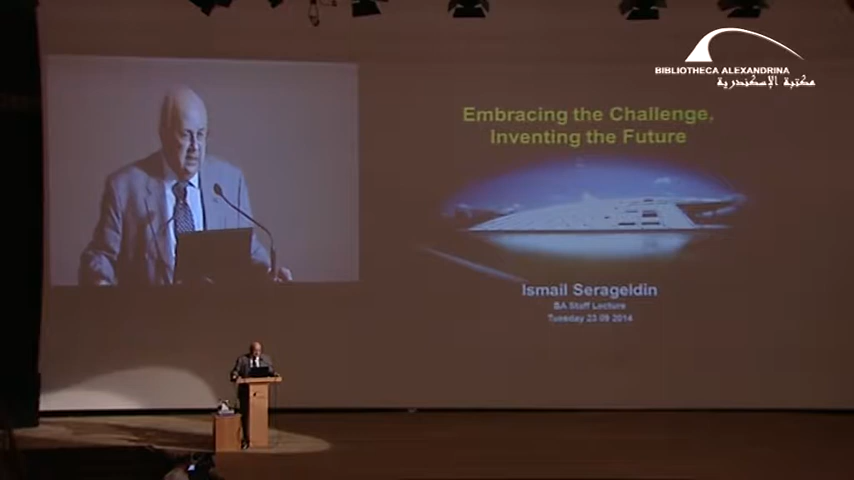 BIBLIOTHECA ALEXANDRINA
مكتبة الإسكندرية
Embracing the Challenge,
Inventing the Future
Ismail Serageldin
BA Staff Lecture
Tuesday 23 09 2014